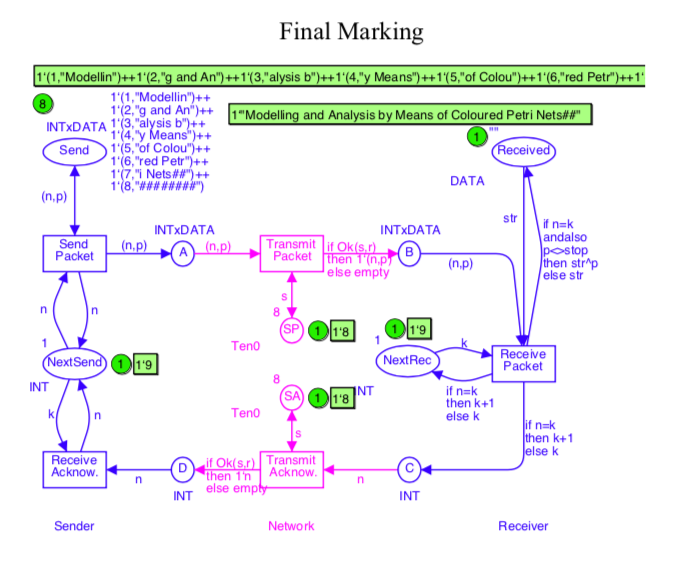 Final Marking
1`(1,"Modellin")++1`(2,"g and An")++1`(3,"alysis b")++1`(4,"y Means")++1`(5,"of Colou")++1`(6,"red Petr")++1`
8
1`(1,"Modellin")++
1`(2,"g and An")++
1`(3,"alysis b")++
1`(4,"y Means")++
1`(5,"of Colou")++
1`(6,"red Petr")++
1`(7,"i Nets##")++
1`(8,"########")
1`"Modelling and Analysis by Means of Coloured Petri Nets##"
INTxDATA
Send
1
""
Received
DATA
(n,p)
str
if n=k
andalso
p<>stop
then str^p
else str
Send
Packet
(n,p)
INTxDATA
A
(n,p)
Transmit
Packet
if Ok(s,r)
then 1`(n,p)
else empty
INTxDATA
B
(n,p)
n
n
s
8
SP
1
1`8
Ten0
1
NextSend
1
1`9
INT
1
1
1`9
NextRec
k
Receive
Packet
INT
if n=k
then k+1
else k
8
SA
1
1`8
Ten0
k
n
s
if n=k
then k+1
else k
Receive
Acknow.
n
D
INT
if Ok(s,r)
then 1`n
else empty
Transmit
Acknow.
n
C
INT
Sender
Network
Receiver